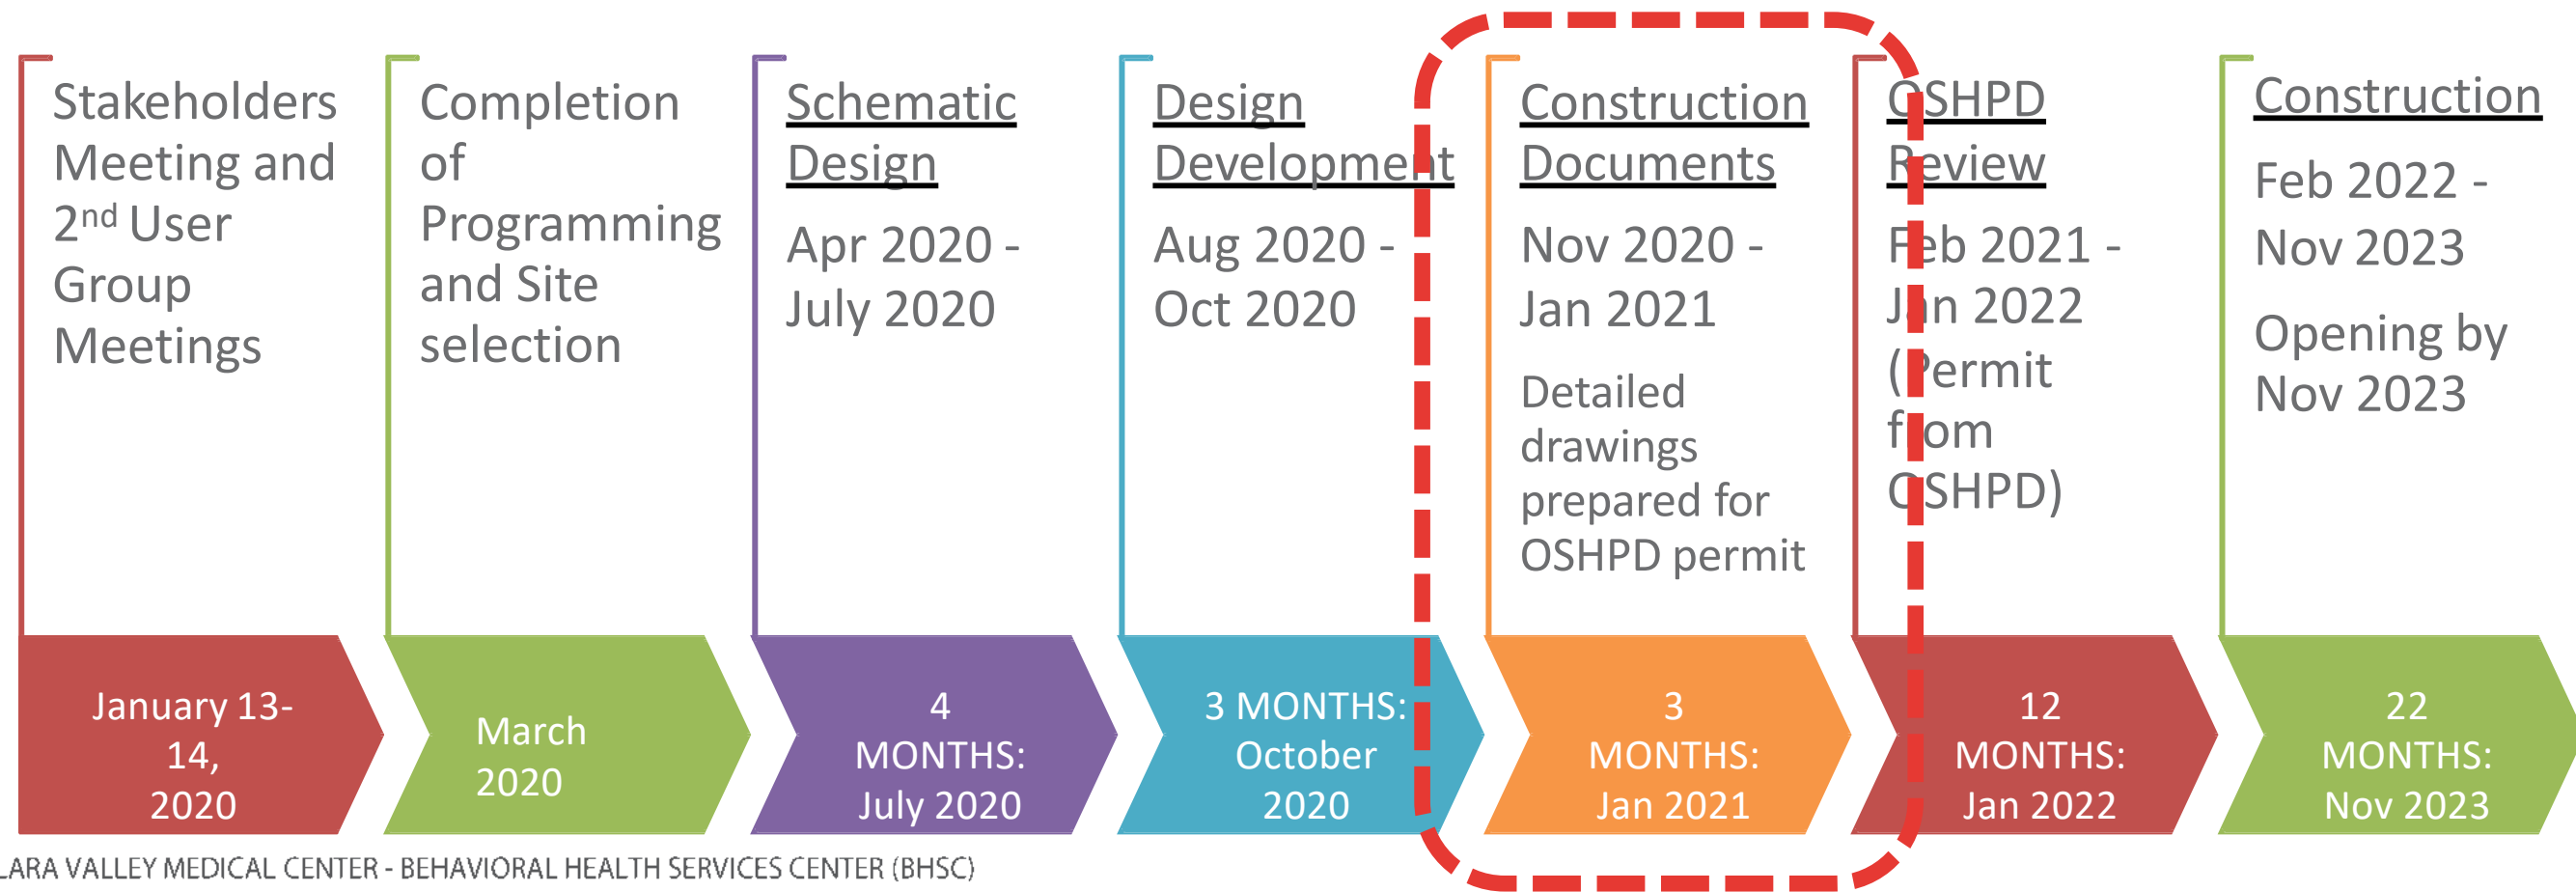 Stakeholders
Meeting and
2nd User
Group
Meetings
Completion
of
Programming
and Site
selection
Schematic
Design
Apr 2020 -
July 2020
Design
Development
Aug 2020 -
Oct 2020
Construction
Documents
Nov 2020 -
Jan 2021
Detailed
drawings
prepared for
OSHPD permit
OSHPD
Review
Feb 2021 -
Jan 2022
(Permit
from
OSHPD)
Construction
Feb 2022 -
Nov 2023
Opening by
Nov 2023
January 13-
14,
2020
March
2020
4
MONTHS:
July 2020
3 MONTHS:
October
2020
3
MONTHS:
Jan 2021
12
MONTHS:
Jan 2022
22
MONTHS:
Nov 2023
LARA VALLEY MEDICAL CENTER - BEHAVIORAL HEALTH SERVICES CENTER (BHSC)